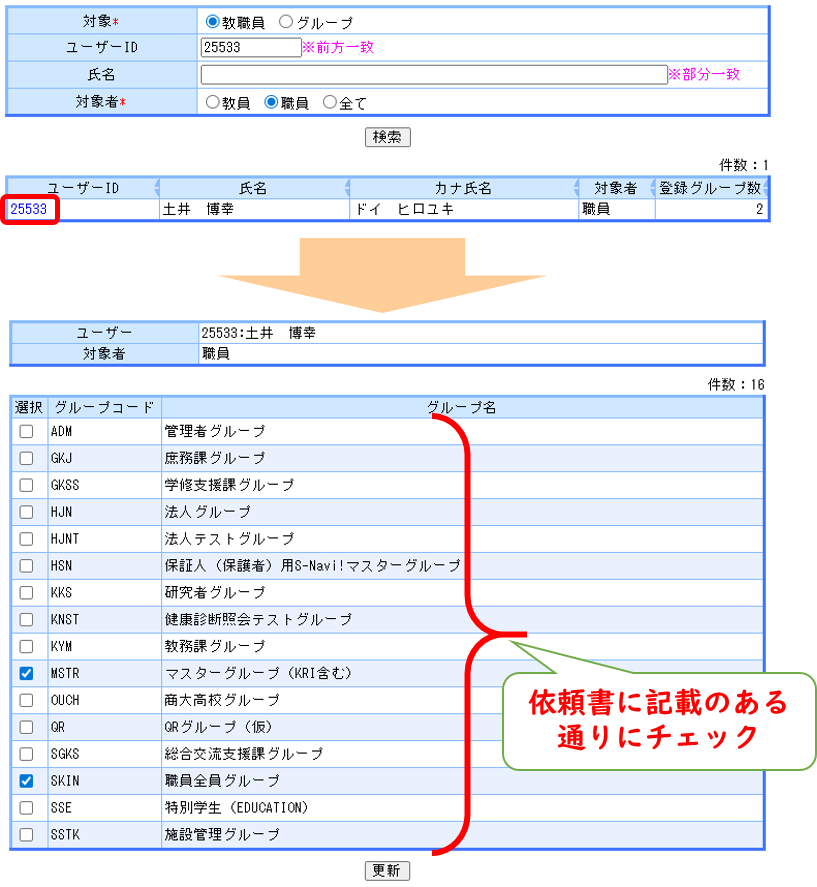 対象* 教職員 グループ
ユーザーID 25533 ※前方一致
氏名 ※部分一致
対象者* 教員 職員 全て
検索
件数：1
ユーザーID 氏名 カナ氏名 対象者 登録グループ数
25533 土井　博幸 ドイ　ヒロユキ 職員 2
ユーザー 25533:土井　博幸
対象者 職員
件数：16
選択 グループコード グループ名
ADM 管理者グループ
GKJ 庶務課グループ
GKSS 学修支援課グループ
HJN 法人グループ
HJNT 法人テストグループ
HSN 保証人（保護者）用S-Navi!マスターグループ
KKS 研究者グループ
KNST 健康診断照会テストグループ
KYM 教務課グループ
MSTR マスターグループ（KRI含む）
OUCH 商大高校グループ
QR QRグループ（仮）
SGKS 総合交流支援課グループ
SKIN 職員全員グループ
SSE 特別学生（EDUCATION）
SSTK 施設管理グループ
依頼書に記載のある
通りにチェック
更新